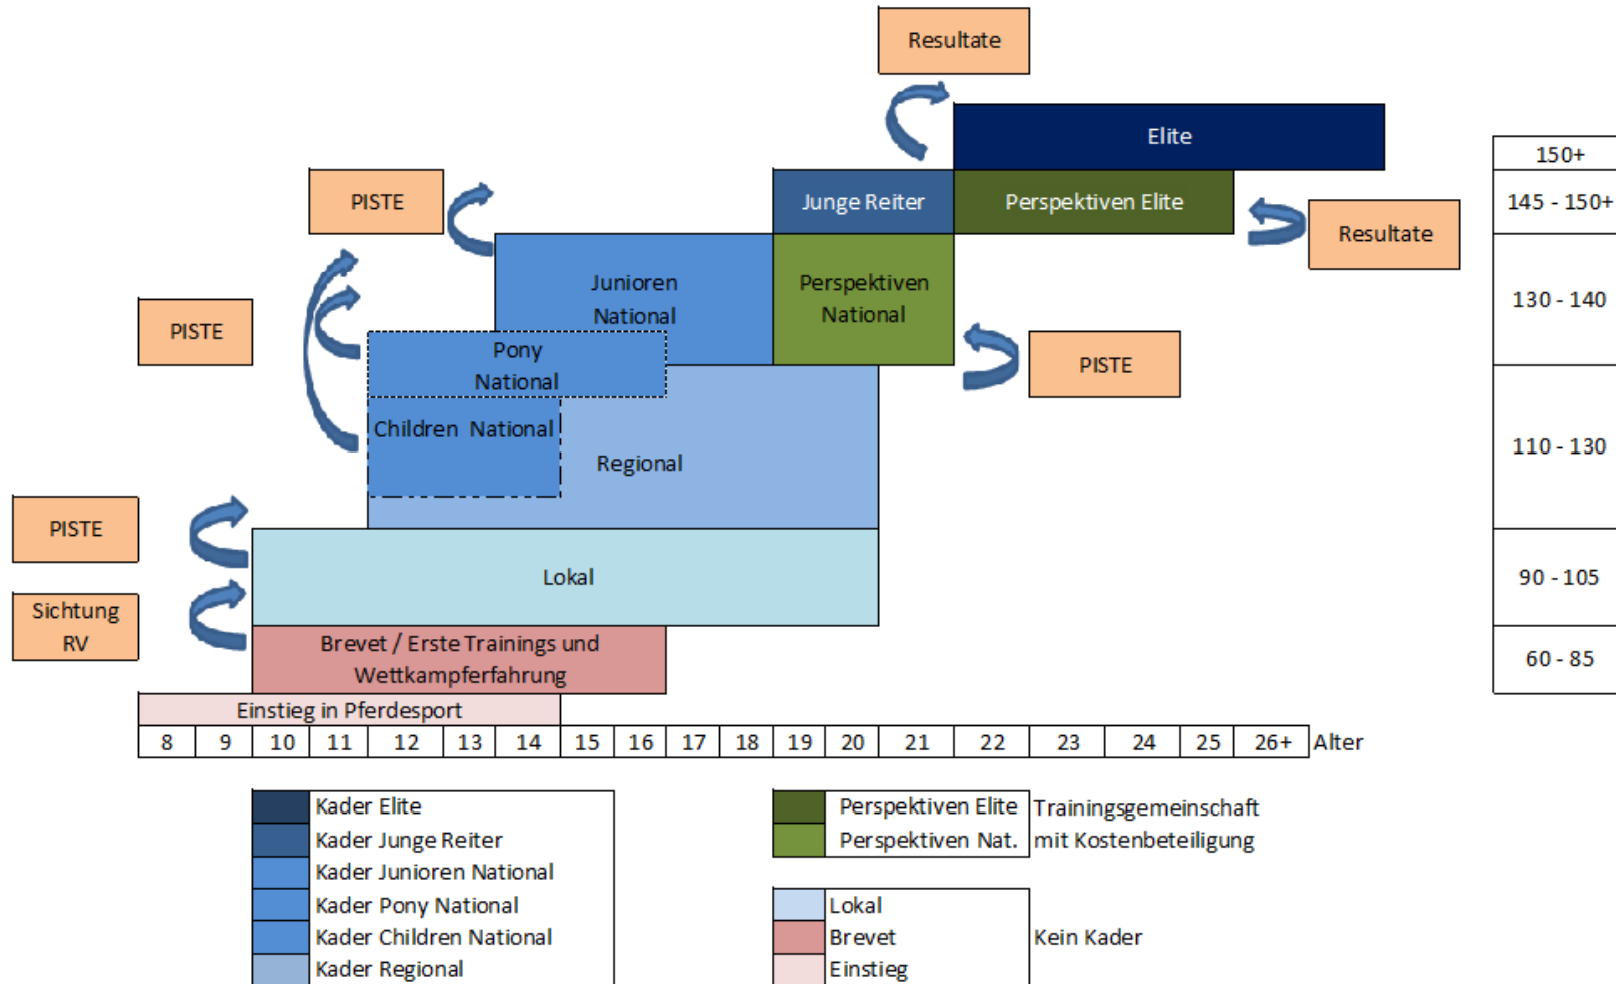 Resultate
Elite
150+
PISTE
Junge Reiter
Perspektiven Elite
145 - 150+
Resultate
Junioren
National
Perspektiven
National
130 - 140
PISTE
Pony
National
PISTE
Children National
Regional
110 - 130
PISTE
Lokal
90 - 105
Sichtung
RV
Brevet / Erste Trainings und
Wettkampferfahrung
60 - 85
Einstieg in Pferdesport
8 9 10 11 12 13 14 15 16 17 18 19 20 21 22 23 24 25 26+ Alter
Kader Elite
Kader Junge Reiter
Kader Junioren National
Kader Pony National
Kader Children National
Kader Regional
Perspektiven Elite
Perspektiven Nat.
Trainingsgemeinschaft
mit Kostenbeteiligung
Lokal
Brevet
Einstieg
Kein Kader